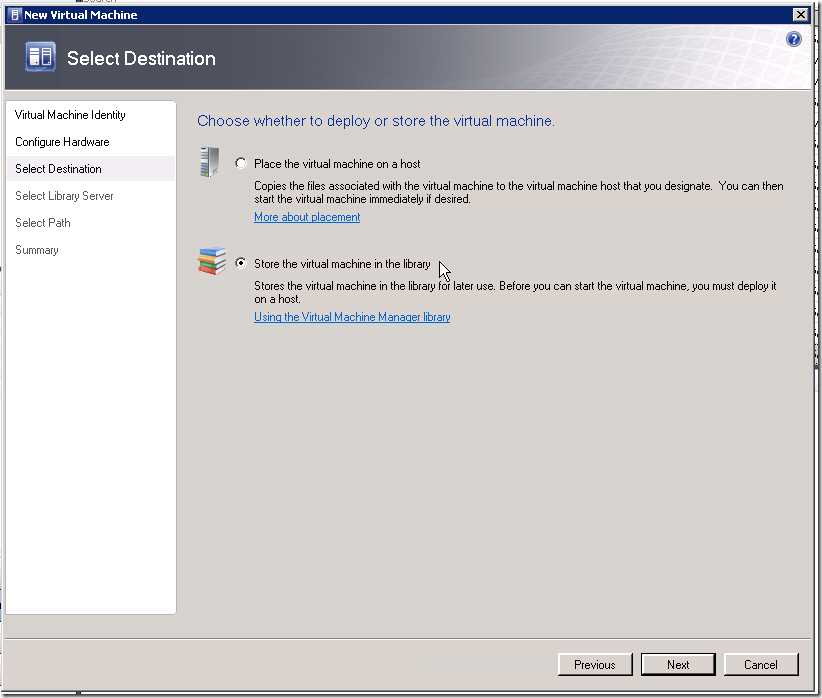 New Virtual Machine
Select Destination
Virtual Machine Identity
Configure Hardware
Select Destination
Select Library Server
Select Path
Summary
Choose whether to deploy or store the virtual machine.
Place the virtual machine on a host
Copies the files associated with the virtual machine to the virtual machine host that you designate.  You can then
start the virtual machine immediately if desired.
More about placement
Store the virtual machine in the library
Stores the virtual machine in the library for later use. Before you can start the virtual machine, you must deploy it
on a host.
Using the Virtual Machine Manager library
Previous
Next
Cancel